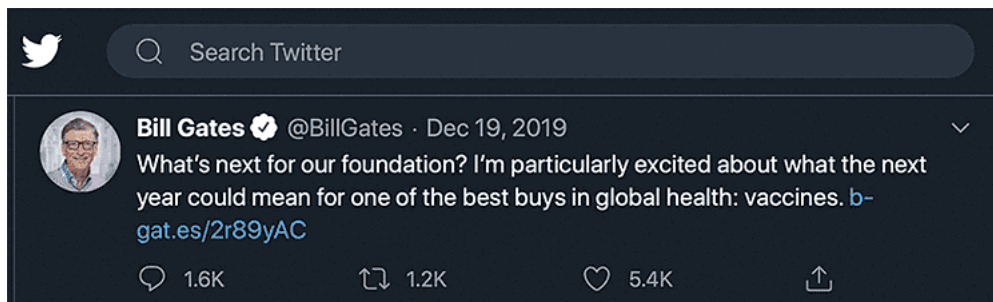 Search Twitter
Bill Gates @BillGates · Dec 19, 2019
What's next for our foundation? I'm particularly excited about what the next
year could mean for one of the best buys in global health: vaccines. b-
gat.es/2r89yAC
1.6K 1.2K 5.4K